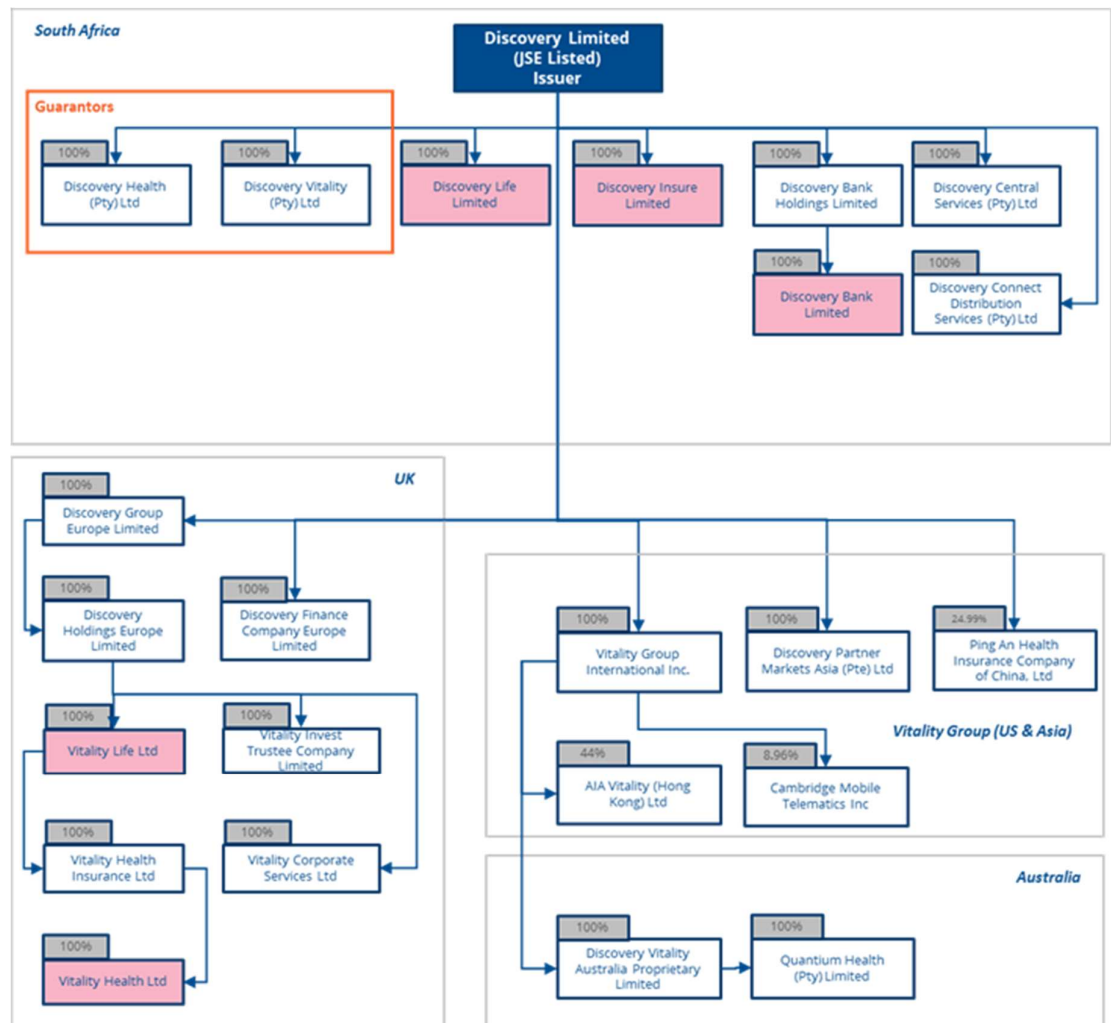 South Africa
Discovery Limited
(JSE Listed)
Issuer
Guarantors
100%
Discovery Health
(Pty) Ltd
100%
Discovery Vitality
(Pty) Ltd
100%
Discovery Life
Limited
100%
Discovery Insure
Limited
100%
Discovery Bank
Holdings Limited
100%
Discovery Central
Services (Pty) Ltd
100%
Discovery Bank
Limited
100%
Discovery Connect
Distribution
Services (Pty) Ltd
UK
100%
Discovery Group
Europe Limited
100%
Discovery
Holdings Europe
Limited
100%
Discovery Finance
Company Europe
Limited
100%
Vitality Life Ltd
100%
Vitality Invest
Trustee Company
Limited
100%
Vitality Health
Insurance Ltd
100%
Vitality Corporate
Services Ltd
100%
Vitality Health Ltd
100%
Vitality Group
International Inc.
100%
Discovery Partner
Markets Asia (Pte) Ltd
24.99%
Ping An Health
Insurance Company
of China, Ltd
Vitality Group (US & Asia)
44%
AIA Vitality (Hong
Kong) Ltd
8.96%
Cambridge Mobile
Telematics Inc
Australia
100%
Discovery Vitality
Australia Proprietary
Limited
100%
Quantium Health
(Pty) Limited